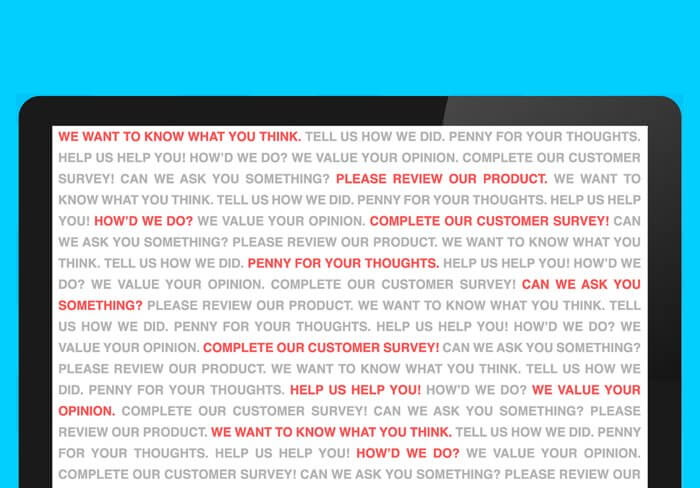 WE WANT TO KNOW WHAT YOU THINK. TELL US HOW WE DID. PENNY FOR YOUR THOUGHTS.
HELP US HELP YOU! HOW'D WE DO? WE VALUE YOUR OPINION. COMPLETE OUR CUSTOMER
SURVEY! CAN WE ASK YOU SOMETHING? PLEASE REVIEW OUR PRODUCT. WE WANT TO
KNOW WHAT YOU THINK. TELL US HOW WE DID. PENNY FOR YOUR THOUGHTS. HELP US HELP
YOU! HOW'D WE DO? WE VALUE YOUR OPINION. COMPLETE OUR CUSTOMER SURVEY! CAN
WE ASK YOU SOMETHING? PLEASE REVIEW OUR PRODUCT. WE WANT TO KNOW WHAT YOU
THINK. TELL US HOW WE DID. PENNY FOR YOUR THOUGHTS. HELP US HELP YOU! HOW'D WE
DO? WE VALUE YOUR OPINION. COMPLETE OUR CUSTOMER SURVEY! CAN WE ASK YOU
SOMETHING? PLEASE REVIEW OUR PRODUCT. WE WANT TO KNOW WHAT YOU THINK. TELL
US HOW WE DID. PENNY FOR YOUR THOUGHTS. HELP US HELP YOU! HOW'D WE DO? WE
VALUE YOUR OPINION. COMPLETE OUR CUSTOMER SURVEY! CAN WE ASK YOU SOMETHING?
PLEASE REVIEW OUR PRODUCT. WE WANT TO KNOW WHAT YOU THINK. TELL US HOW WE
DID. PENNY FOR YOUR THOUGHTS. HELP US HELP YOU! HOW'D WE DO? WE VALUE YOUR
OPINION. COMPLETE OUR CUSTOMER SURVEY! CAN WE ASK YOU SOMETHING? PLEASE
REVIEW OUR PRODUCT. WE WANT TO KNOW WHAT YOU THINK. TELL US HOW WE DID. PENNY
FOR YOUR THOUGHTS. HELP US HELP YOU! HOW'D WE DO? WE VALUE YOUR OPINION.
COMPLETE OUR CUSTOMER SURVEY! CAN WE ASK YOU SOMETHING? PLEASE REVIEW OUR